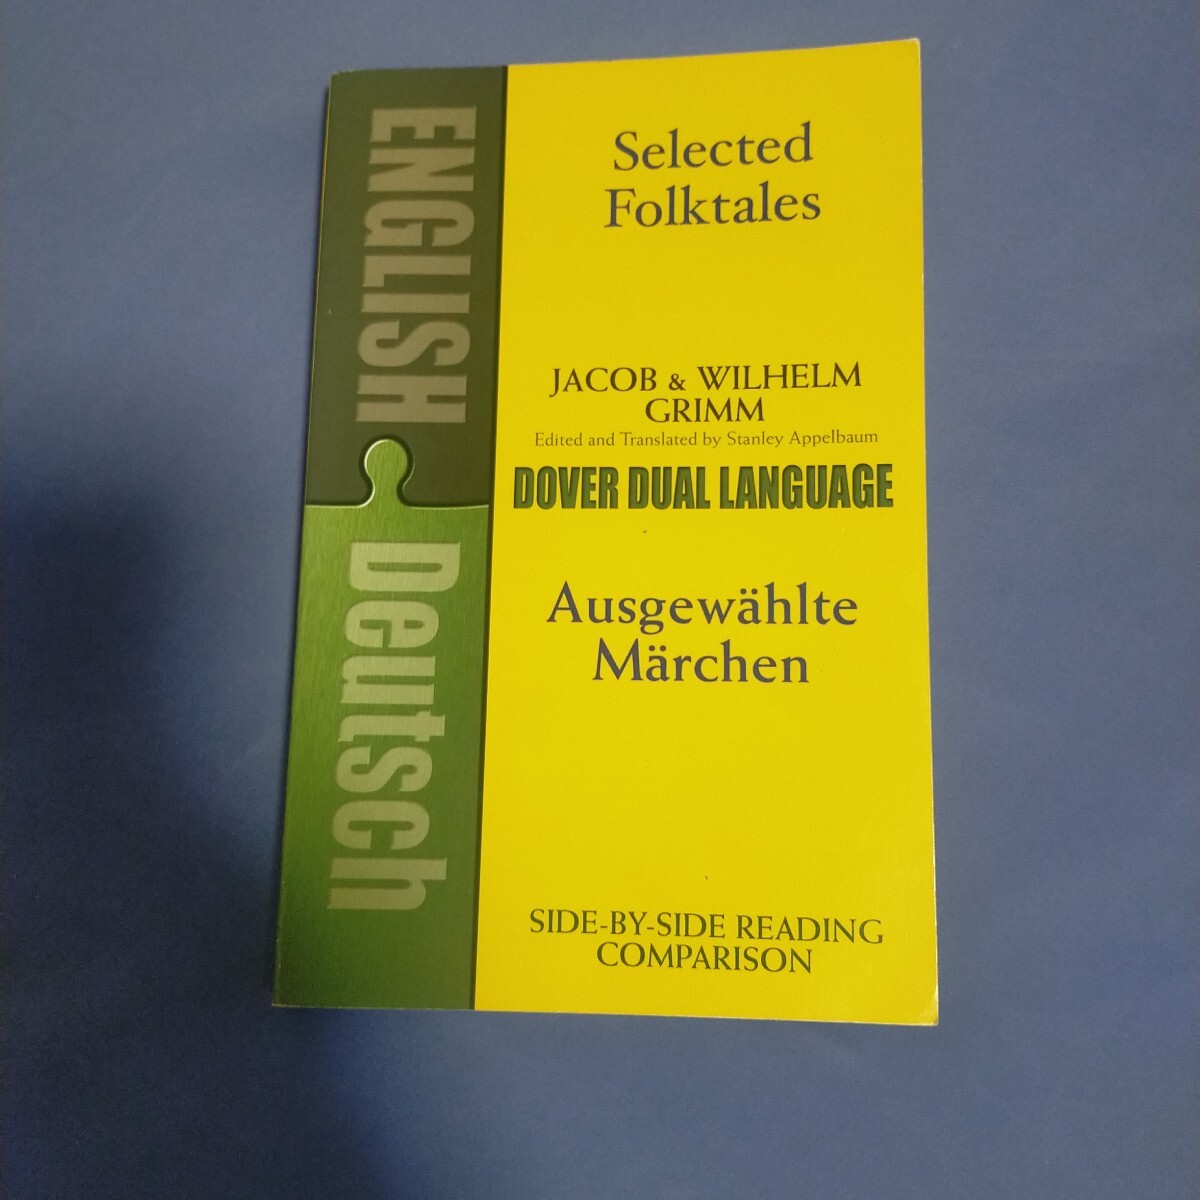 ENGLISH
Deutsch
Selected
Folktales
JACOB & WILHELM
GRIMM
Edited and Translated by Stanley Appelbaum
DOVER DUAL LANGUAGE
Ausgewählte
Märchen
SIDE-BY-SIDE READING
COMPARISON